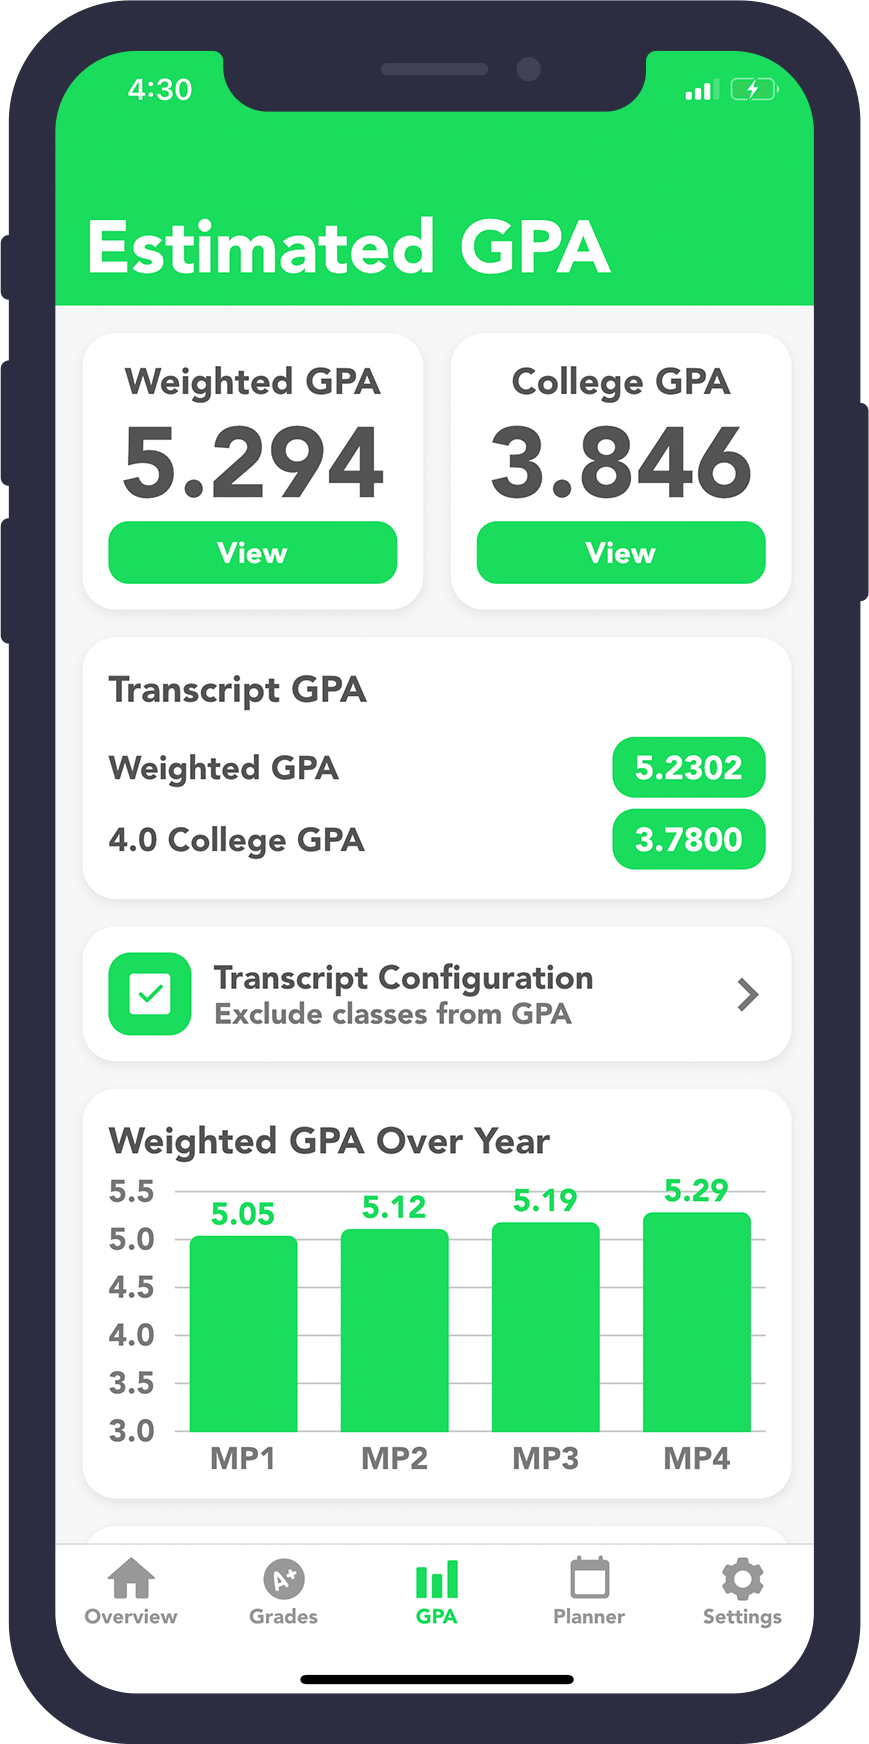 4:30
Estimated GPA
Weighted GPA
5.294
View
College GPA
3.846
View
Transcript GPA
Weighted GPA
5.2302
4.0 College GPA
3.7800
Transcript Configuration
Exclude classes from GPA
Weighted GPA Over Year
5.5
5.0
4.5
4.0
3.5
3.0
5.05
5.12
5.19
5.29
MP1
MP2
MP3
MP4
A+
Overview
Grades
GPA
Planner
Settings